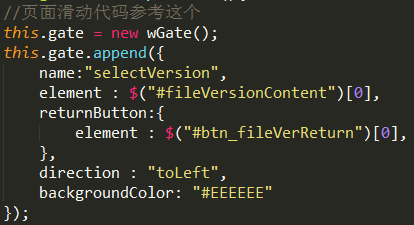 //页面滑动代码参考这个
this.gate = new wGate();
this.gate.append({
    name:"selectVersion",
    element : $("#fileVersionContent")[0],
    returnButton:{
        element : $("#btn_fileVerReturn")[0],
    },
    direction : "toLeft",
    backgroundColor: "#EEEEEE"
});